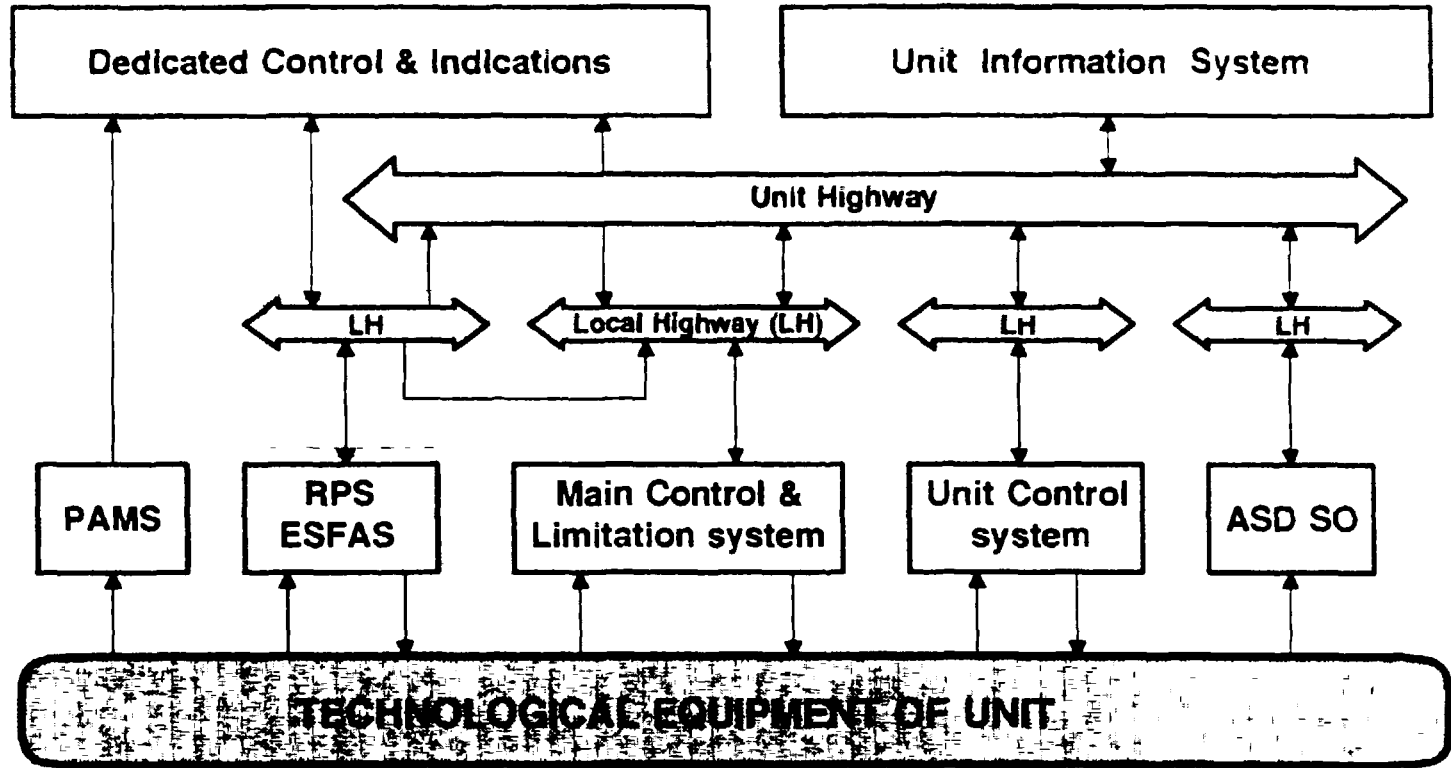 Dedicated Control & Indications
Unit Information System
Unit Highway
LH
Local Highway (LH)
LH
LH
PAMS
RPS
ESFAS
Main Control &
Limitation system
Unit Control
system
ASD SO
TECHNOLOGICAL EQUIPMENT OF UNIT